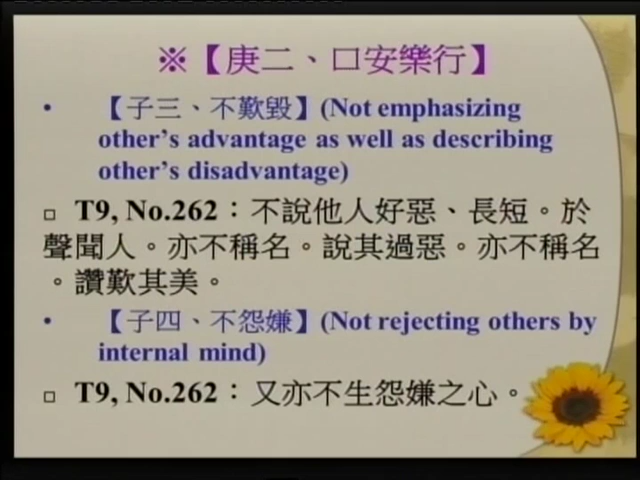 ※【庚二、口安樂行】
• 【子三、不歎毀】(Not emphasizing
other's advantage as well as describing
other's disadvantage)
□ T9, No.262：不說他人好惡、長短。於
聲聞人。亦不稱名。說其過惡。亦不稱名
。讚歎其美。
• 【子四、不怨嫌】(Not rejecting others by
internal mind)
□ T9, No.262：又亦不生怨嫌之心。